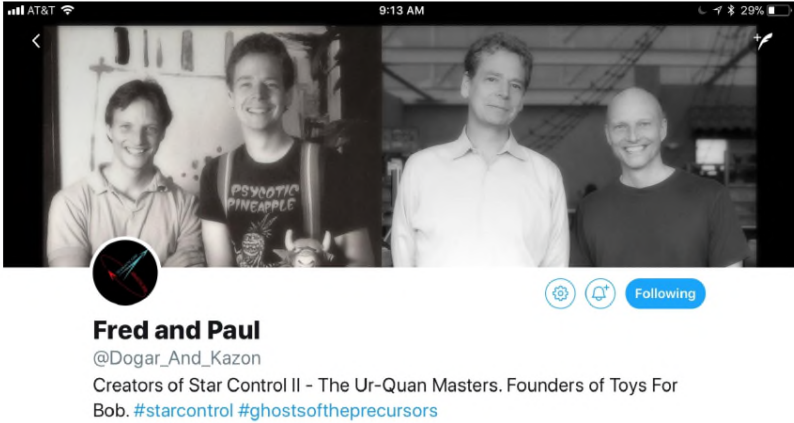 AT&T 9:13 AM 29%
PSYCOTIC
PINEAPPLE
Following
Fred and Paul
@Dogar_And_Kazon
Creators of Star Control II - The Ur-Quan Masters. Founders of Toys For
Bob. #starcontrol #ghostsoftheprecursors